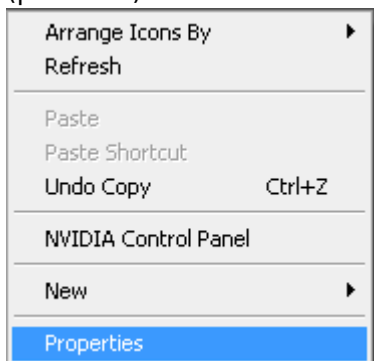 Arrange Icons By
Refresh
Paste
Paste Shortcut
Undo Copy Ctrl+Z
NVIDIA Control Panel
New
Properties